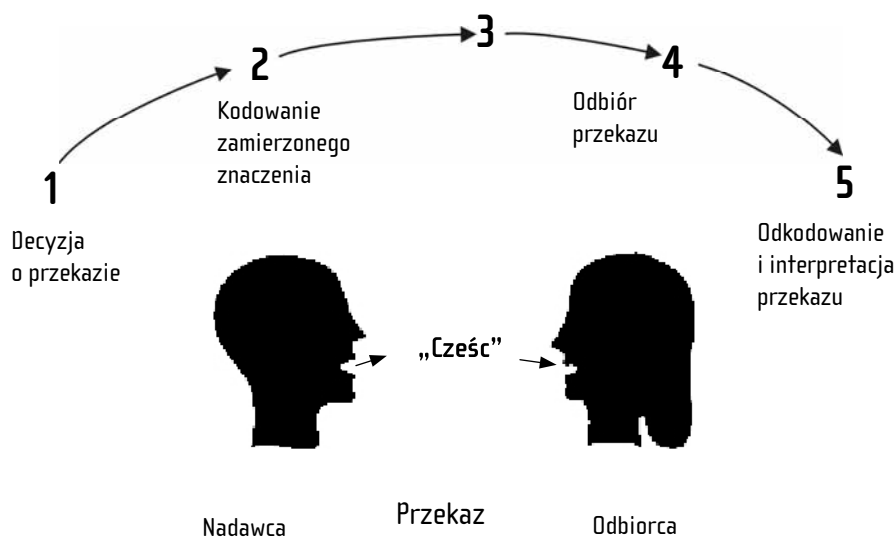 1
Decyzja
o przekazie
2
Kodowanie
zamierzonego
znaczenia
3
4
Odbiór
przekazu
5
Odkodowanie
i interpretacja
przekazu
„Cześc”
Nadawca
Przekaz
Odbiorca